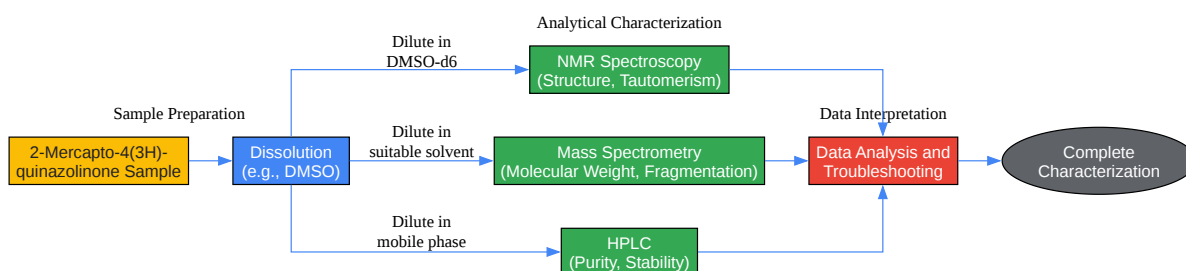 Analytical Characterization
Dilute in
DMSO-d6
NMR Spectroscopy
(Structure, Tautomerism)
Sample Preparation
Data Interpretation
2-Mercapto-4(3H)-
quinazolinone Sample
Dissolution
(e.g., DMSO)
Dilute in
suitable solvent
Mass Spectrometry
(Molecular Weight, Fragmentation)
Data Analysis and
Troubleshooting
Complete
Characterization
Dilute in
mobile phase
HPLC
(Purity, Stability)